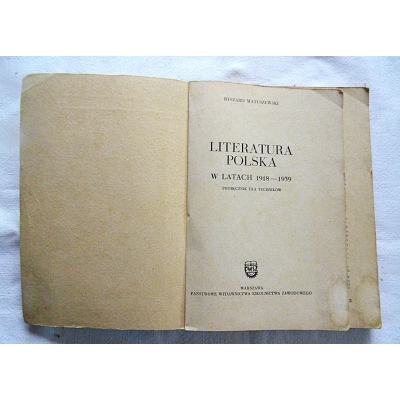 RYSZARD MATUSZEWSKI
LITERATURA
POLSKA
W LATACH 1918—1939
PODRĘCZNIK DLA TECHNIKÓW
WARSZAWA
PAŃSTWOWE WYDAWNICTWA SZKOLNICTWA ZAWODOWEGO